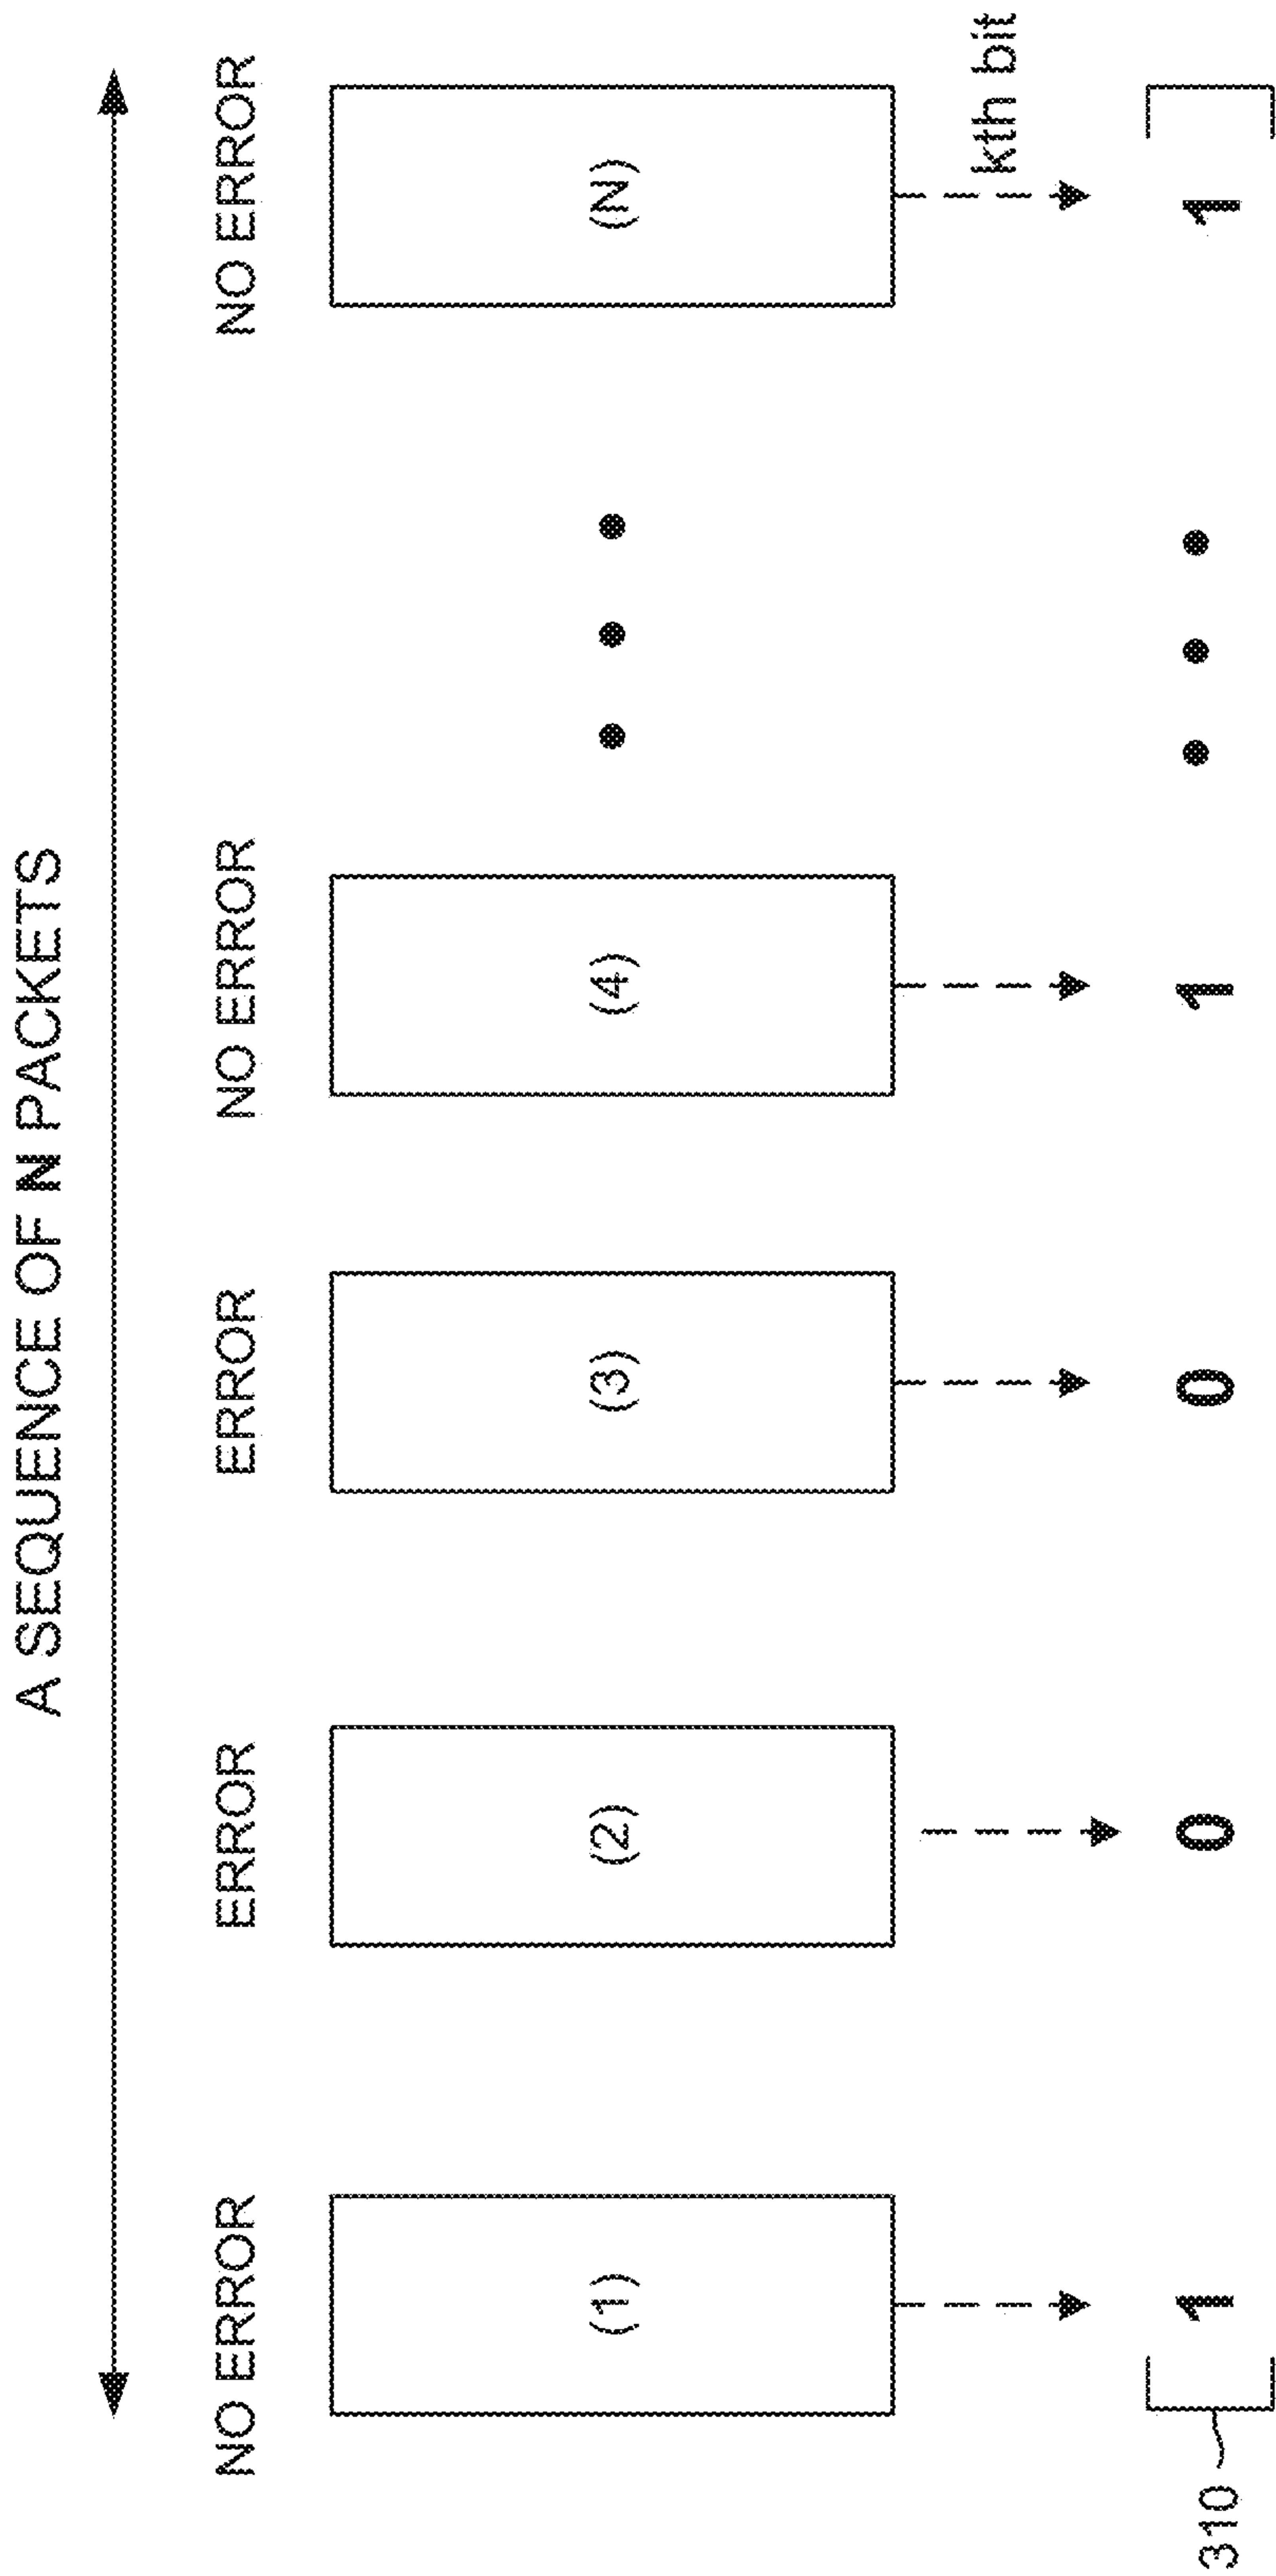 A SEQUENCE OF N PACKETS
NO ERROR ERROR ERROR NO ERROR NO ERROR
(1) (2) (3) (4) (N)
kth bit
310 [ 1 0 0 1 1 ]